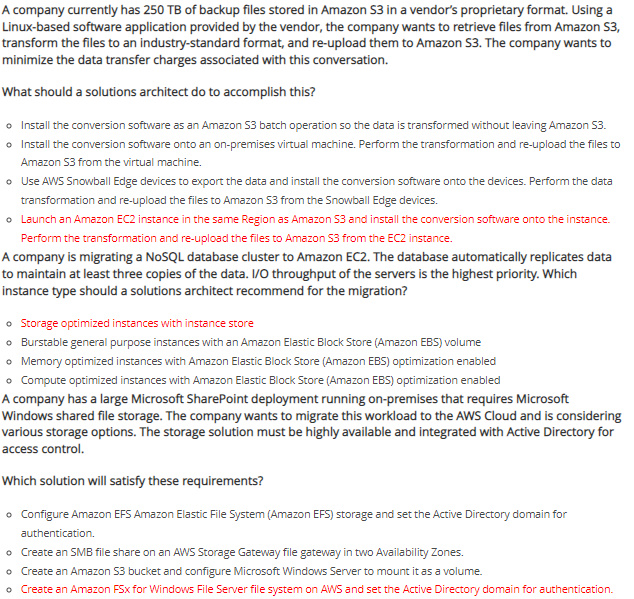 A company currently has 250 TB of backup files stored in Amazon S3 in a vendor's proprietary format. Using a
Linux-based software application provided by the vendor, the company wants to retrieve files from Amazon S3,
transform the files to an industry-standard format, and re-upload them to Amazon S3. The company wants to
minimize the data transfer charges associated with this conversation.
What should a solutions architect do to accomplish this?
Install the conversion software as an Amazon S3 batch operation so the data is transformed without leaving Amazon S3.
Install the conversion software onto an on-premises virtual machine. Perform the transformation and re-upload the files to
Amazon S3 from the virtual machine.
Use AWS Snowball Edge devices to export the data and install the conversion software onto the devices. Perform the data
transformation and re-upload the files to Amazon S3 from the Snowball Edge devices.
Launch an Amazon EC2 instance in the same Region as Amazon S3 and install the conversion software onto the instance.
Perform the transformation and re-upload the files to Amazon S3 from the EC2 instance.
A company is migrating a NoSQL database cluster to Amazon EC2. The database automatically replicates data
to maintain at least three copies of the data. I/O throughput of the servers is the highest priority. Which
instance type should a solutions architect recommend for the migration?
Storage optimized instances with instance store
Burstable general purpose instances with an Amazon Elastic Block Store (Amazon EBS) volume
Memory optimized instances with Amazon Elastic Block Store (Amazon EBS) optimization enabled
Compute optimized instances with Amazon Elastic Block Store (Amazon EBS) optimization enabled
A company has a large Microsoft SharePoint deployment running on-premises that requires Microsoft
Windows shared file storage. The company wants to migrate this workload to the AWS Cloud and is considering
various storage options. The storage solution must be highly available and integrated with Active Directory for
access control.
Which solution will satisfy these requirements?
Configure Amazon EFS Amazon Elastic File System (Amazon EFS) storage and set the Active Directory domain for
authentication.
Create an SMB file share on an AWS Storage Gateway file gateway in two Availability Zones.
Create an Amazon S3 bucket and configure Microsoft Windows Server to mount it as a volume.
Create an Amazon FSx for Windows File Server file system on AWS and set the Active Directory domain for authentication.